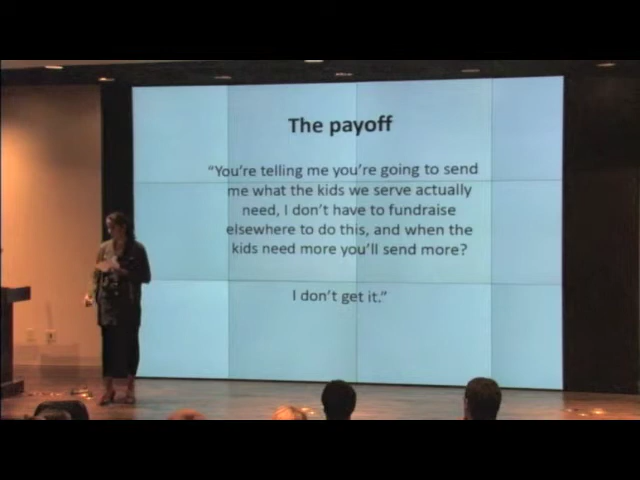 The payoff
"You're telling me you're going to send
me what the kids we serve actually
need, I don't have to fundraise
elsewhere to do this, and when the
kids need more you'll send more?
I don't get it."